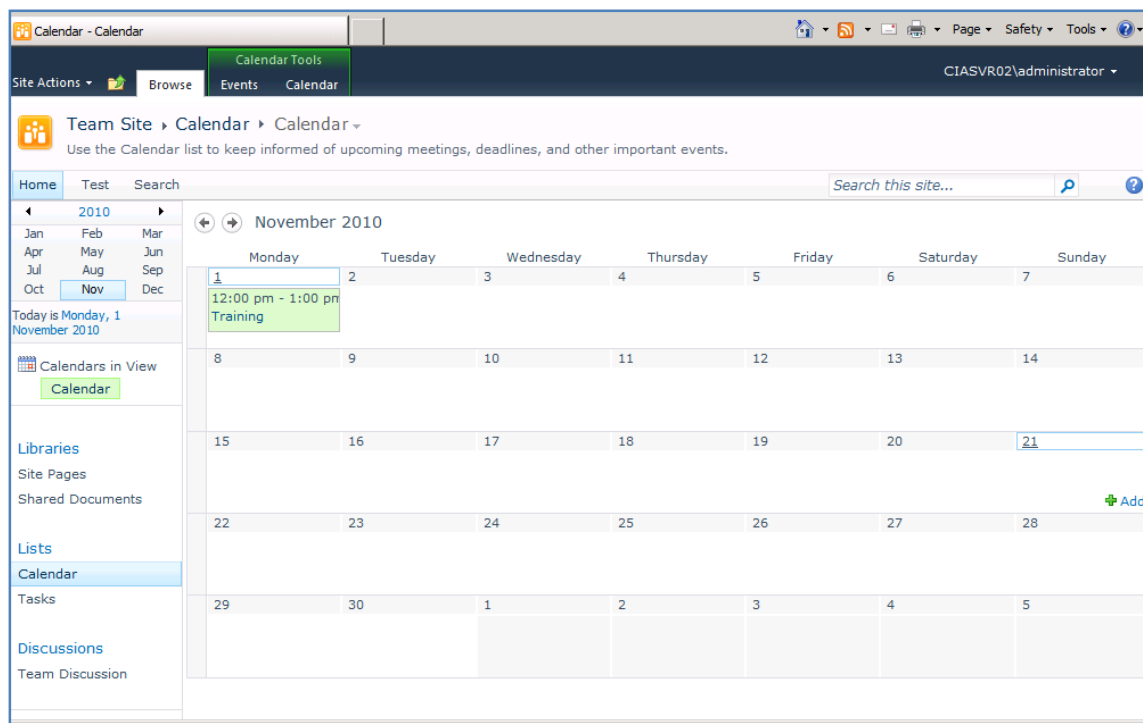 Calendar - Calendar
Page Safety Tools
Calendar Tools
Site Actions Browse Events Calendar CIASVR02\administrator
Team Site Calendar Calendar
Use the Calendar list to keep informed of upcoming meetings, deadlines, and other important events.
Home Test Search Search this site...
2010
Jan Feb Mar
Apr May Jun
Jul Aug Sep
Oct Nov Dec
Today is Monday, 1
November 2010
Calendars in View
Calendar
Libraries
Site Pages
Shared Documents
Lists
Calendar
Tasks
Discussions
Team Discussion
November 2010
Monday Tuesday Wednesday Thursday Friday Saturday Sunday
1 2 3 4 5 6 7
12:00 pm - 1:00 pm
Training
8 9 10 11 12 13 14
15 16 17 18 19 20 21
Add
22 23 24 25 26 27 28
29 30 1 2 3 4 5